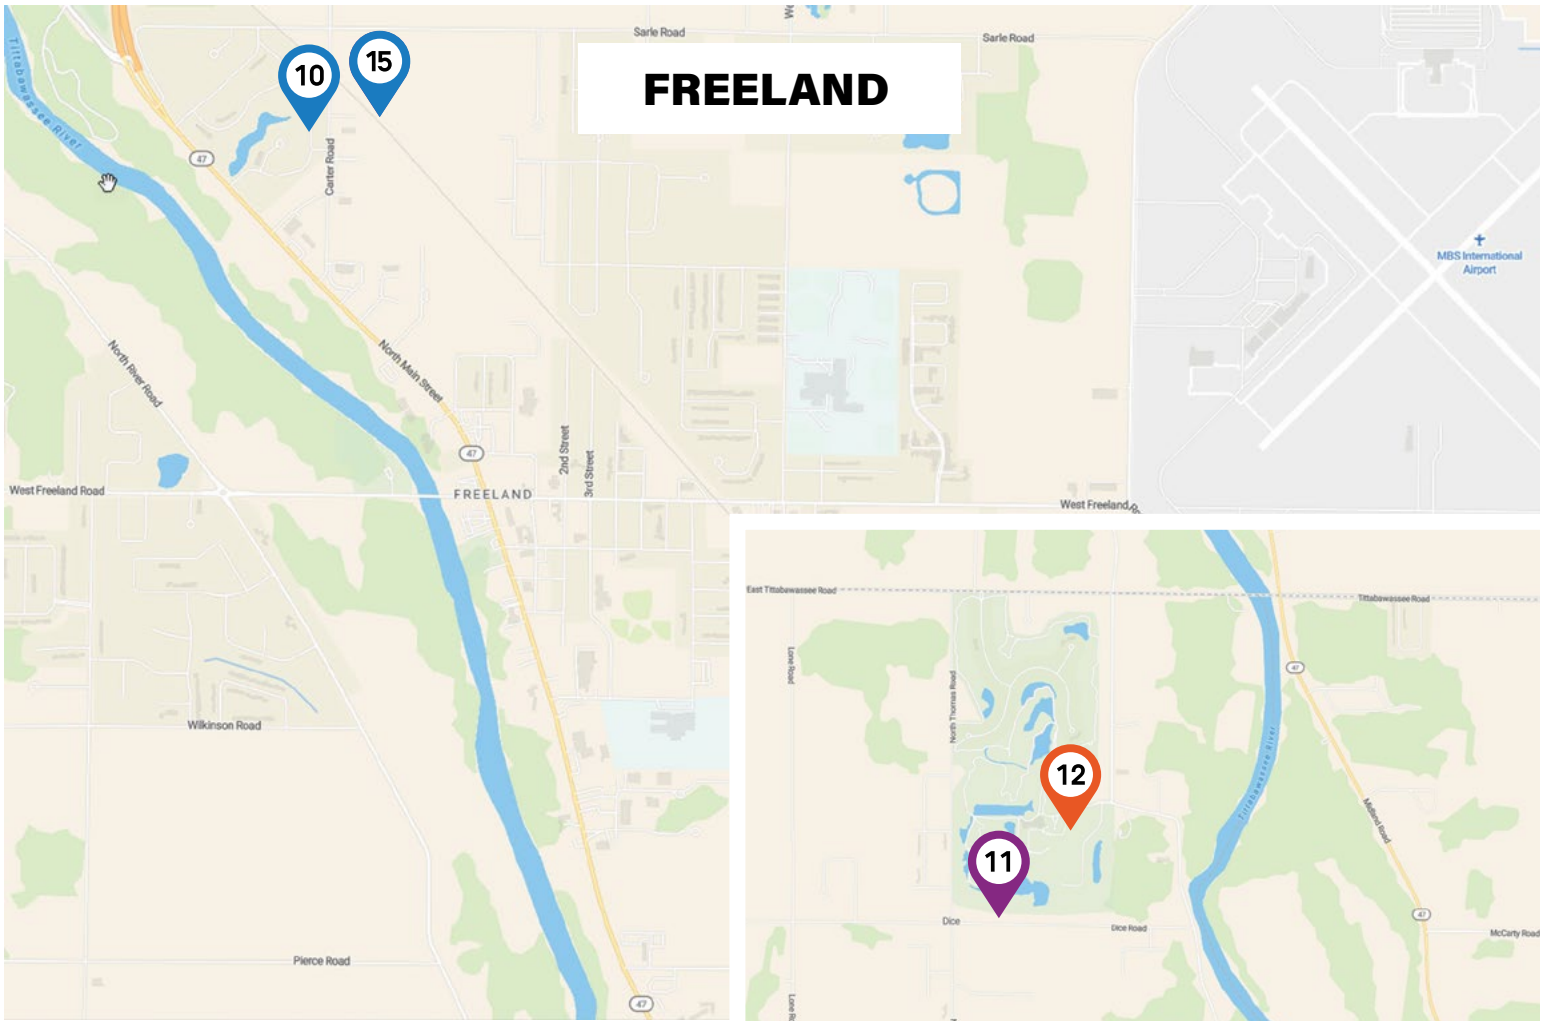 We
Sarle Road
Sarle Road
Tittabawassee River
10
15
FREELAND
47
Carter Road
MBS International
Airport
North River Road
North Main Street
47
2nd Street
3rd Street
West Freeland Road
FREELAND
West Freeland
East Tittabawassee Road
Tittabawassee Road
Lone Road
North Thomas Road
47
Wilkinson Road
Tittabawassee River
12
Midland Road
11
47
Dice
Dice Road
McCarty Road
Pierce Road
47
Lone Ro